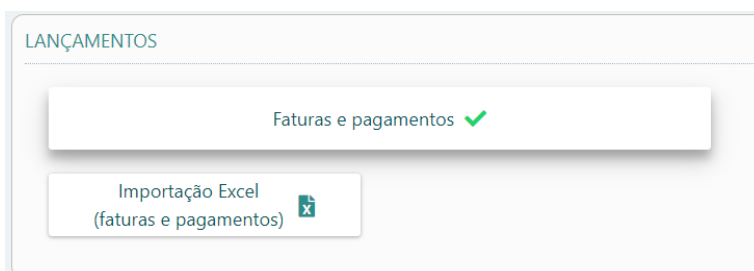 LANÇAMENTOS
Faturas e pagamentos
Importação Excel
(faturas e pagamentos)